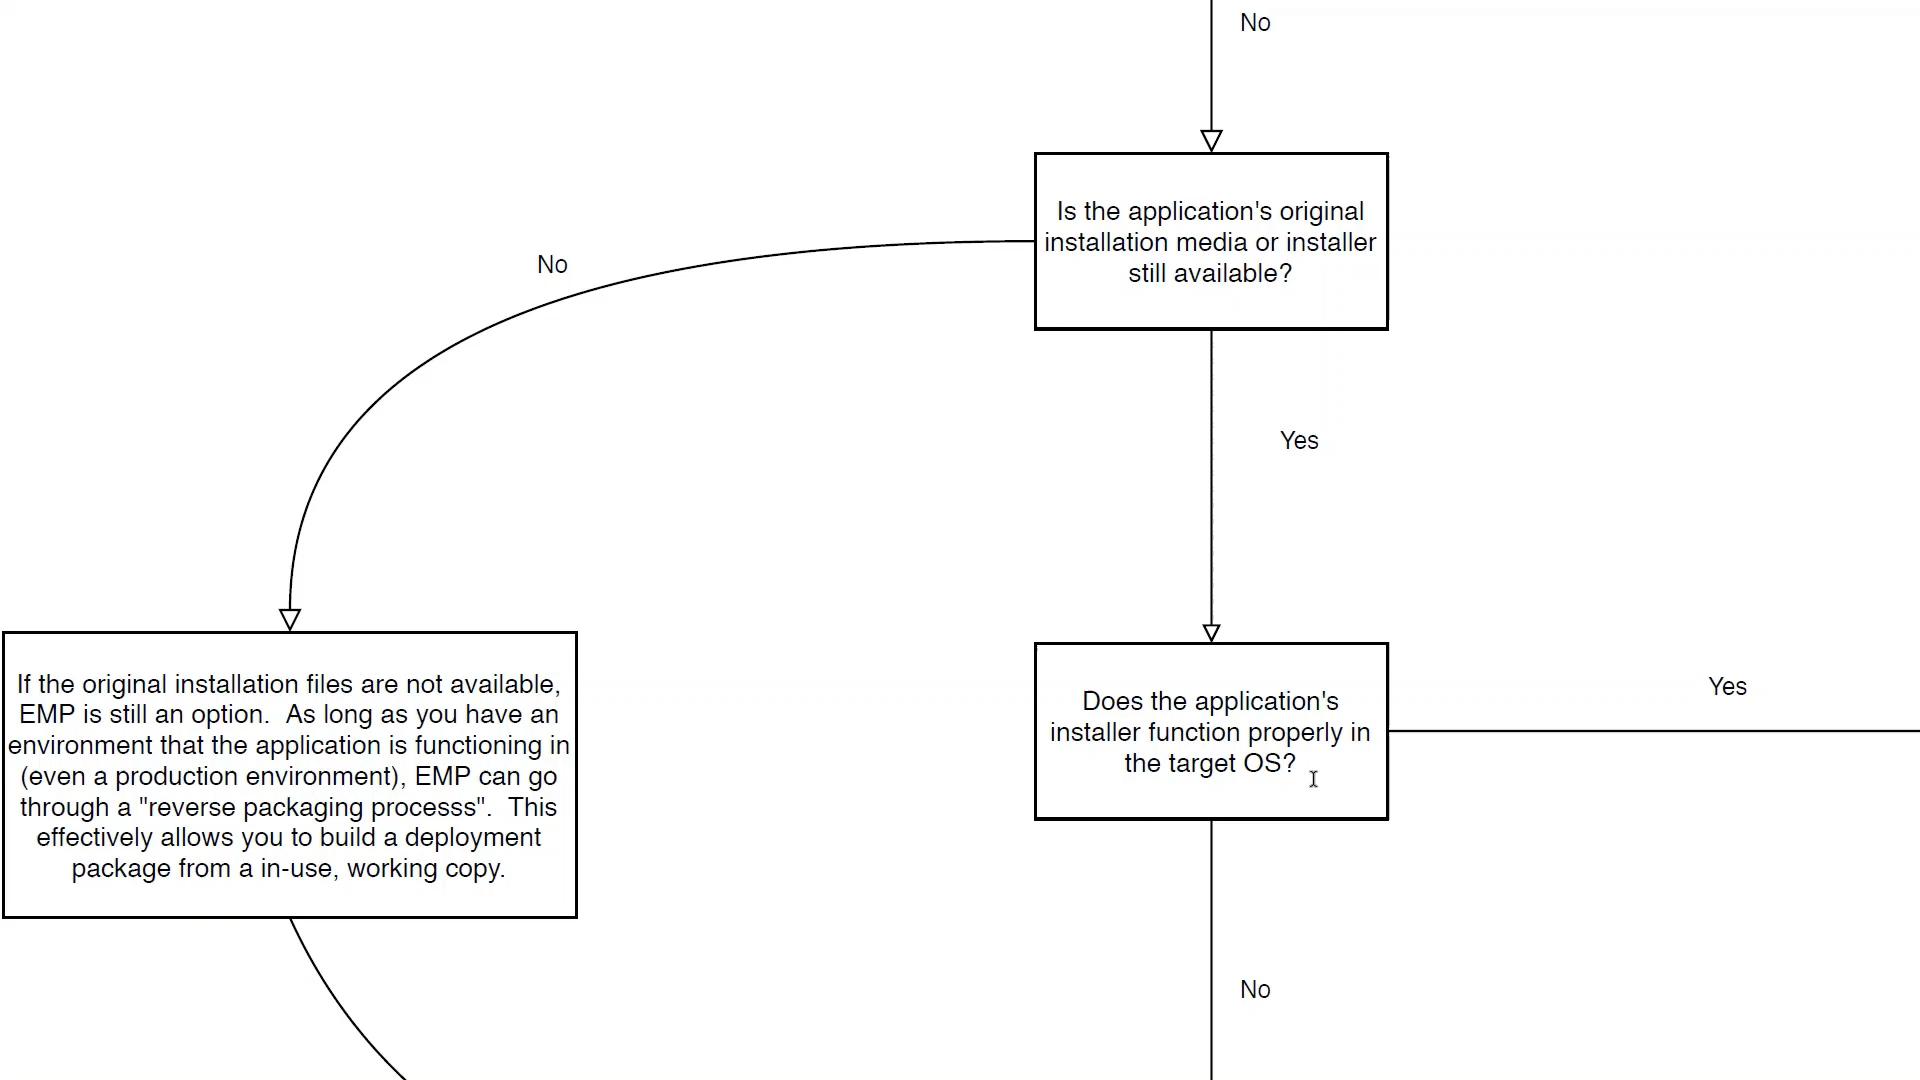 No
Is the application's original
installation media or installer
still available?
No
Yes
If the original installation files are not available,
EMP is still an option.  As long as you have an
environment that the application is functioning in
(even a production environment), EMP can go
through a "reverse packaging processs".  This
effectively allows you to build a deployment
package from a in-use, working copy.
Does the application's
installer function properly in
the target OS?
Yes
No